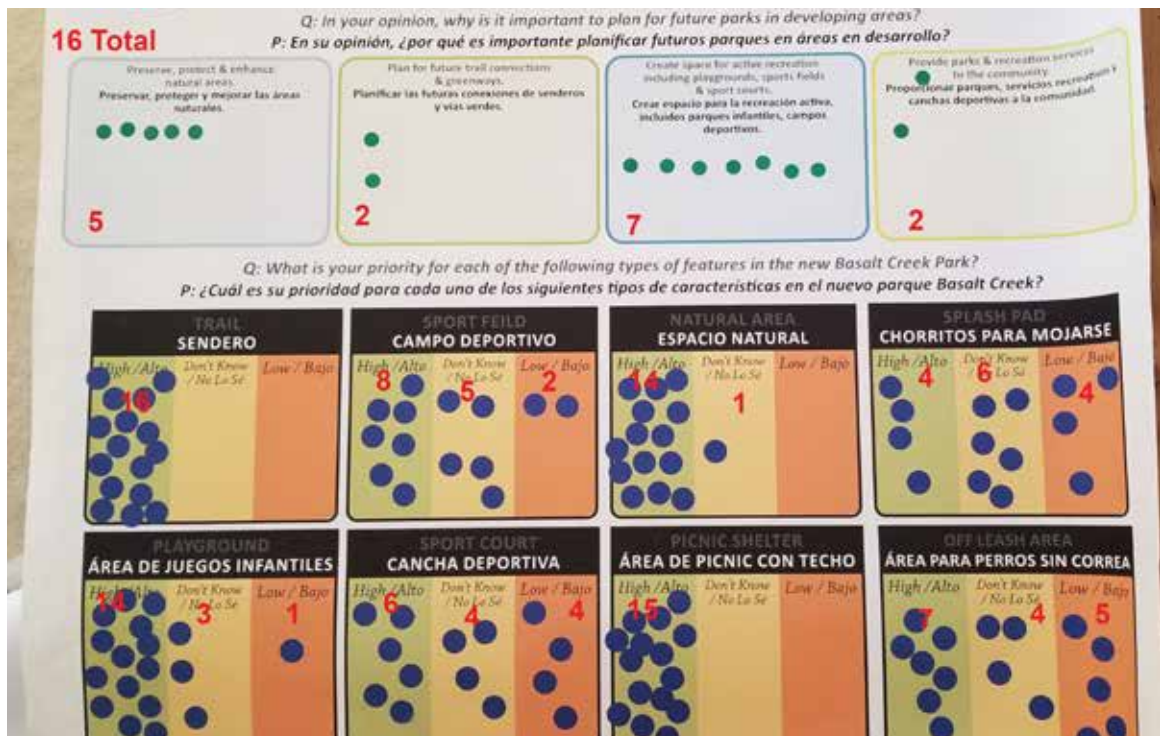 Q: In your opinion, why is it important to plan for future parks in developing areas?
16 Total
P: En su opinión, ¿por qué es importante planificar futuros parques en áreas en desarrollo?
Preserve, protect & enhance
natural areas.
Preservar, proteger y mejorar las áreas
naturales.
5
Plan for future trail connections
& greenways.
Planificar las futuras conexiones de senderos
y vías verdes.
2
Create space for active recreation
including playgrounds, sports fields
& sport courts.
Crear espacio para la recreación activa,
incluidos parques infantiles, campos
deportivos.
7
Provide parks & recreation services
to the community.
Proporcionar parques, servicios recreation y
canchas deportivas a la comunidad.
2
Q: What is your priority for each of the following types of features in the new Basalt Creek Park?
P: ¿Cuál es su prioridad para cada uno de los siguientes tipos de características en el nuevo parque Basalt Creek?
TRAIL
SENDERO
High /Alto
Don't Know
/ No Lo Sé
Low / Bajo
16
SPORT FEILD
CAMPO DEPORTIVO
High /Alto
Don't Know
/ No Lo Sé
Low / Bajo
8
5
2
NATURAL AREA
ESPACIO NATURAL
High /Alto
Don't Know
/ No Lo Sé
Low / Bajo
14
1
SPLASH PAD
CHORRITOS PARA MOJARSE
High /Alto
Don't Know
/ No Lo Sé
Low / Bajo
4
6
4
PLAYGROUND
ÁREA DE JUEGOS INFANTILES
High /Alto
Don't Know
/ No Lo Sé
Low / Bajo
14
3
1
SPORT COURT
CANCHA DEPORTIVA
High /Alto
Don't Know
/ No Lo Sé
Low / Bajo
6
4
4
PICNIC SHELTER
ÁREA DE PICNIC CON TECHO
High /Alto
Don't Know
/ No Lo Sé
Low / Bajo
15
OFF LEASH AREA
ÁREA PARA PERROS SIN CORREA
High /Alto
Don't Know
/ No Lo Sé
Low / Bajo
7
4
5